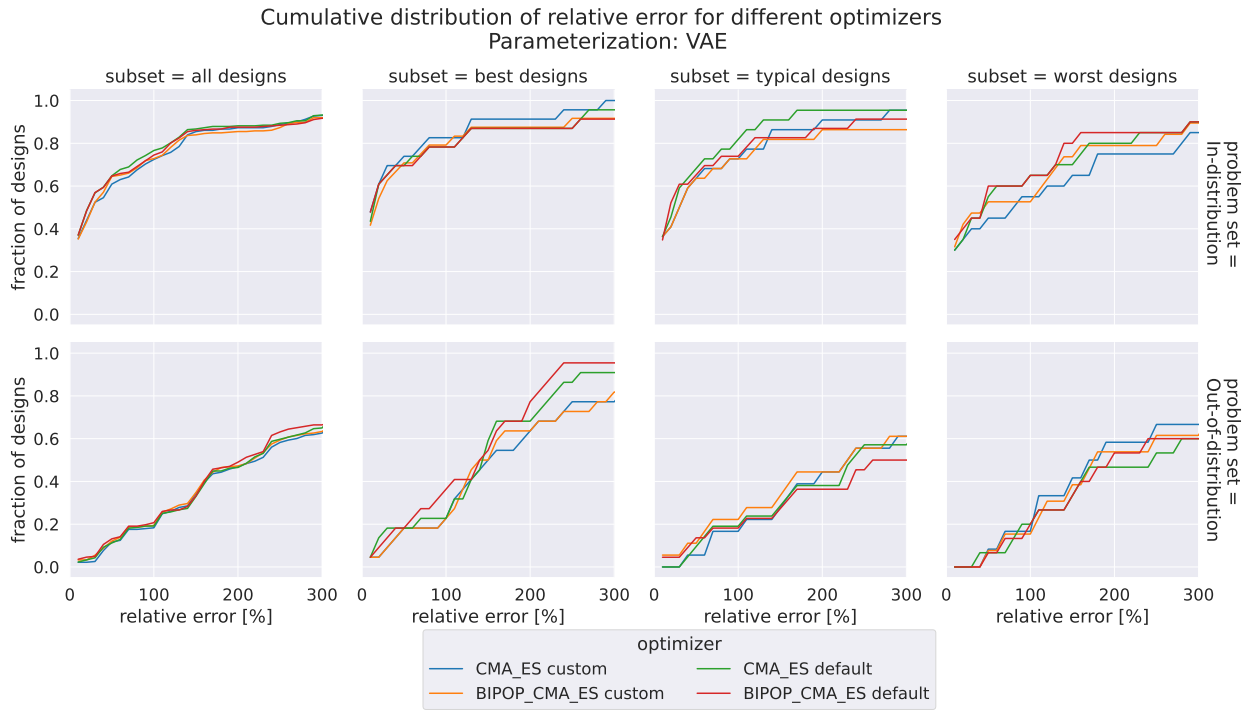 Cumulative distribution of relative error for different optimizers
Parameterization: VAE
subset = all designs
subset = best designs
subset = typical designs
subset = worst designs
fraction of designs
1.0
0.8
0.6
0.4
0.2
0.0
problem set =
In-distribution
fraction of designs
1.0
0.8
0.6
0.4
0.2
0.0
problem set =
Out-of-distribution
0 100 200 300
0 100 200 300
0 100 200 300
0 100 200 300
relative error [%]
relative error [%]
relative error [%]
relative error [%]
optimizer
CMA_ES custom
BIPOP_CMA_ES custom
CMA_ES default
BIPOP_CMA_ES default